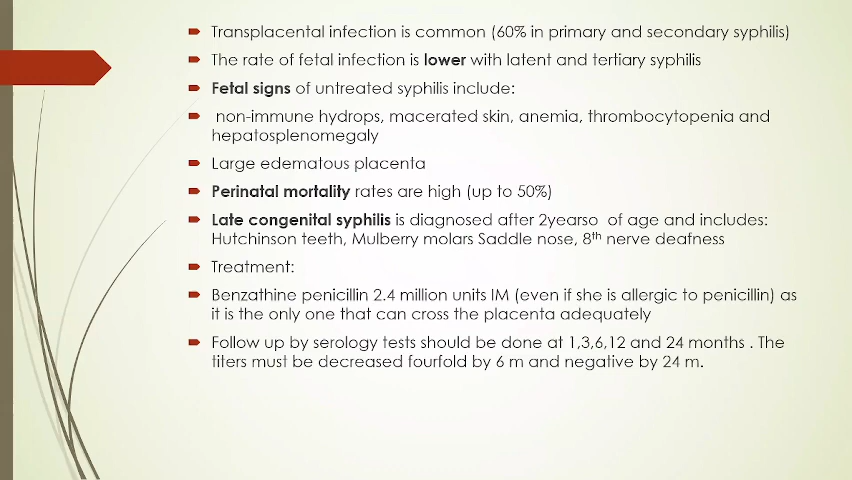 Transplacental infection is common (60% in primary and secondary syphilis)
The rate of fetal infection is lower with latent and tertiary syphilis
Fetal signs of untreated syphilis include:
non-immune hydrops, macerated skin, anemia, thrombocytopenia and
hepatosplenomegaly
Large edematous placenta
Perinatal mortality rates are high (up to 50%)
Late congenital syphilis is diagnosed after 2yearso of age and includes:
Hutchinson teeth, Mulberry molars Saddle nose, 8th nerve deafness
Treatment:
Benzathine penicillin 2.4 million units IM (even if she is allergic to penicillin) as
it is the only one that can cross the placenta adequately
Follow up by serology tests should be done at 1,3,6,12 and 24 months . The
titers must be decreased fourfold by 6 m and negative by 24 m.